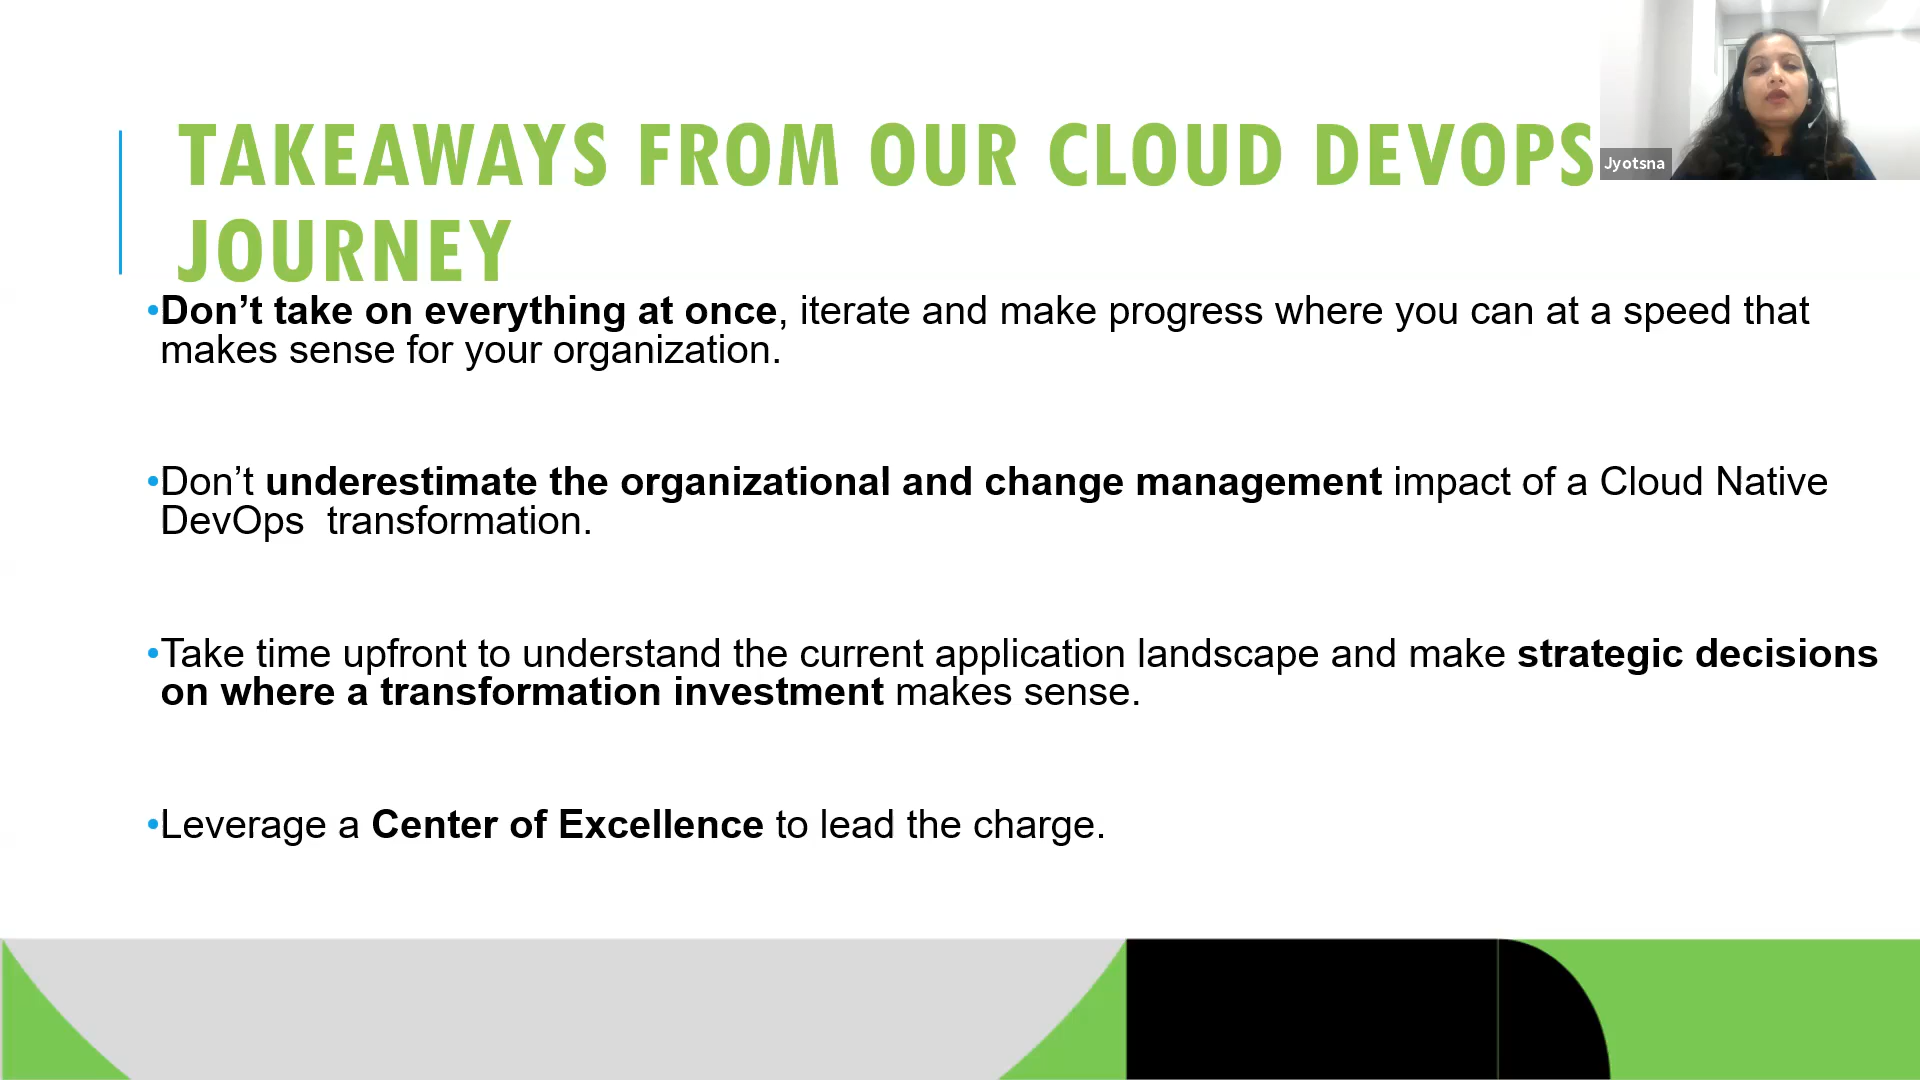 TAKEAWAYS FROM OUR CLOUD DEVOPS
JOURNEY
Jyotsna
•Don’t take on everything at once, iterate and make progress where you can at a speed that
makes sense for your organization.
•Don’t underestimate the organizational and change management impact of a Cloud Native
DevOps  transformation.
•Take time upfront to understand the current application landscape and make strategic decisions
on where a transformation investment makes sense.
•Leverage a Center of Excellence to lead the charge.